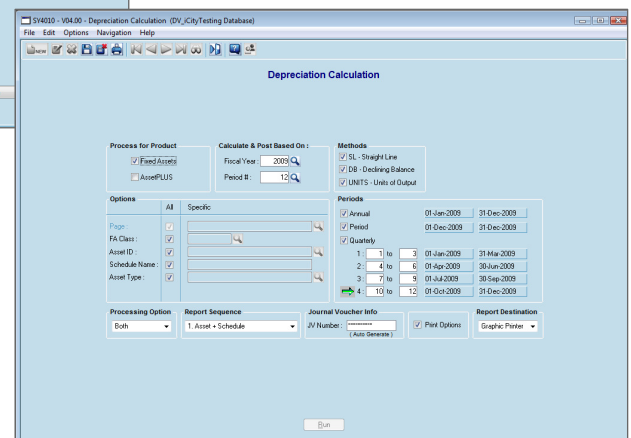 SY4010 - V04.00 - Depreciation Calculation (DV_iCityTesting Database)
File Edit Options Navigation Help
NEW
Depreciation Calculation
Process for Product
Fixed Assets
AssetPLUS
Calculate & Post Based On :
Fiscal Year : 2009
Period # : 12
Methods
SL - Straight Line
DB - Declining Balance
UNITS - Units of Output
Options
All Specific
Page :
FA Class :
Asset ID :
Schedule Name :
Asset Type :
Periods
Annual 01-Jan-2009 31-Dec-2009
Period 01-Dec-2009 31-Dec-2009
Quarterly
1 : 1 to 3 01-Jan-2009 31-Mar-2009
2 : 4 to 6 01-Apr-2009 30-Jun-2009
3 : 7 to 9 01-Jul-2009 30-Sep-2009
4 : 10 to 12 01-Oct-2009 31-Dec-2009
Processing Option
Both
Report Sequence
1. Asset + Schedule
Journal Voucher Info
JV Number : **********
( Auto Generate )
Print Options
Report Destination
Graphic Printer
Run